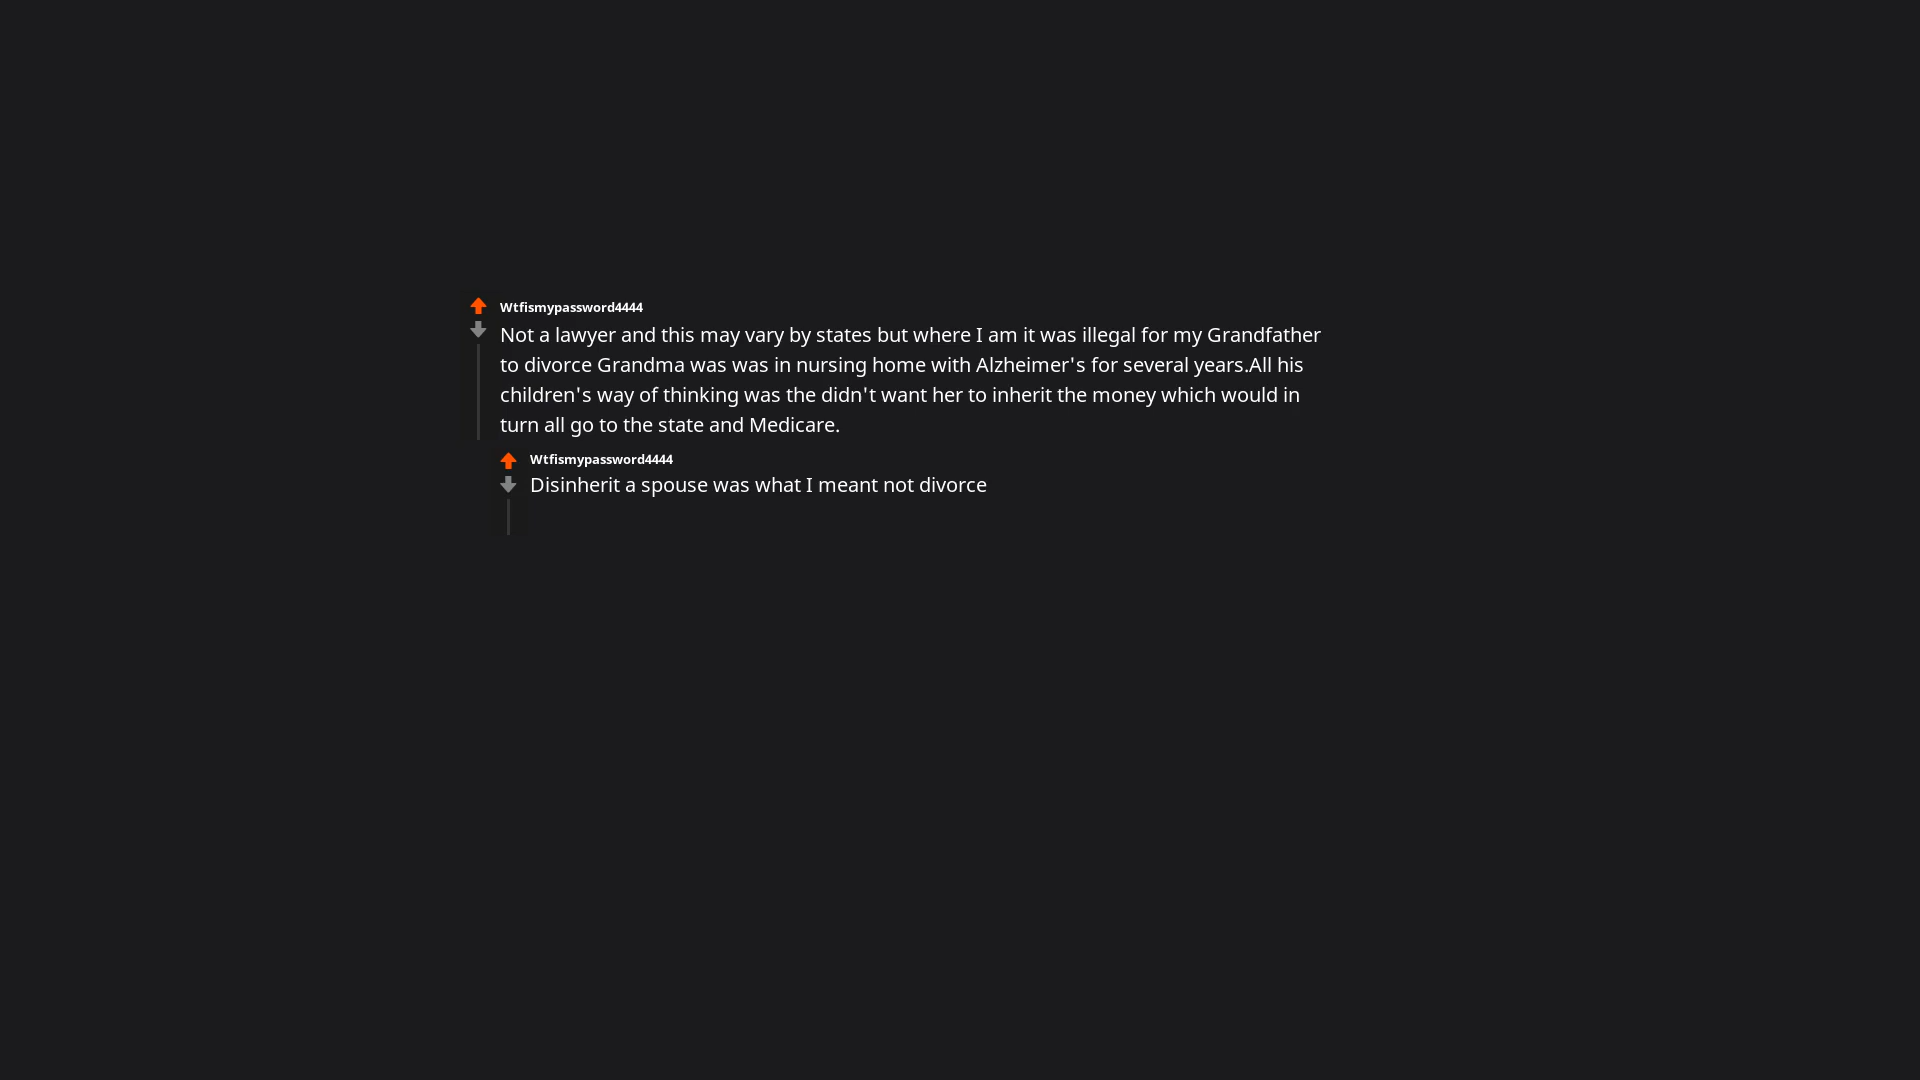 Wtfismypassword4444
Not a lawyer and this may vary by states but where I am it was illegal for my Grandfather
to divorce Grandma was was in nursing home with Alzheimer's for several years.All his
children's way of thinking was the didn't want her to inherit the money which would in
turn all go to the state and Medicare.
Wtfismypassword4444
Disinherit a spouse was what I meant not divorce